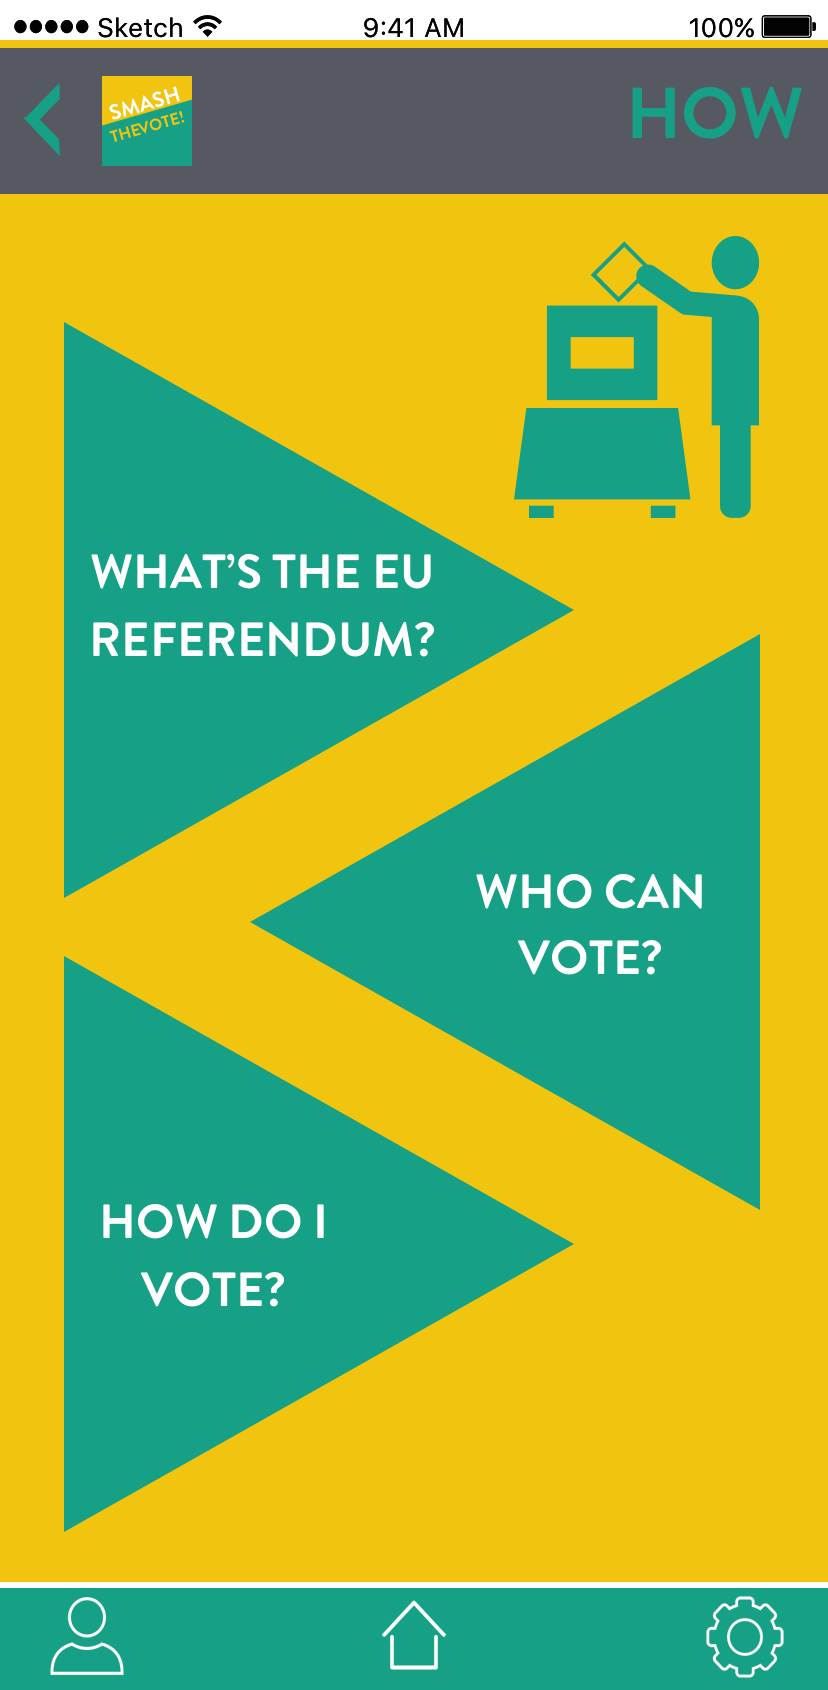 Sketch 9:41 AM 100%
SMASH
THEVOTE!
HOW
WHAT’S THE EU
REFERENDUM?
WHO CAN
VOTE?
HOW DO I
VOTE?